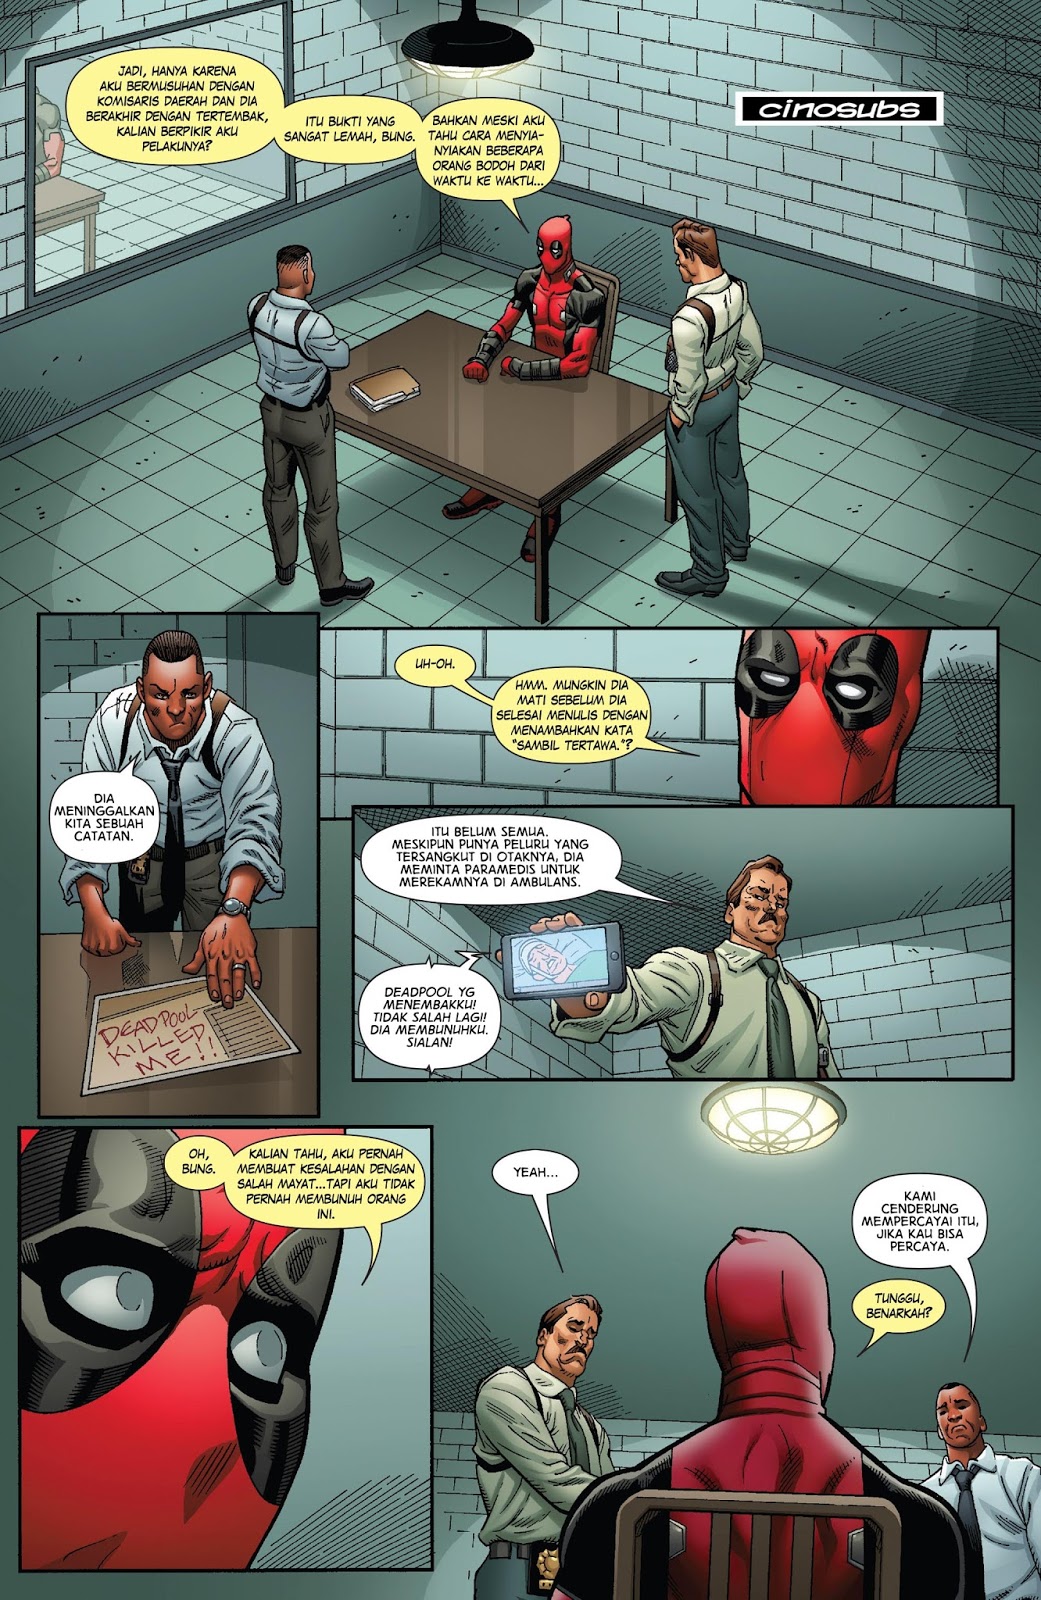 JADI, HANYA KARENA
AKU BERMUSUHAN DENGAN
KOMISARIS DAERAH DAN DIA
BERAKHIR DENGAN TERTEMBAK,
KALIAN BERPIKIR AKU
PELAKUNYA?
ITU BUKTI YANG
SANGAT LEMAH, BUNG.
BAHKAN MESKI AKU
TAHU CARA MENYIA-
NYIAKAN BEBERAPA
ORANG BODOH DARI
WAKTU KE WAKTU...
cinosubs
DIA
MENINGGALKAN
KITA SEBUAH
CATATAN.
DEADPOOL
KILLED
ME!!
UH-OH.
HMM. MUNGKIN DIA
MATI SEBELUM DIA
SELESAI MENULIS DENGAN
MENAMBAHKAN KATA
"SAMBIL TERTAWA."?
ITU BELUM SEMUA.
MESKIPUN PUNYA PELURU YANG
TERSANGKUT DI OTAKNYA, DIA
MEMINTA PARAMEDIS UNTUK
MEREKAMNYA DI AMBULANS.
DEADPOOL YG
MENEMBAKKU!
TIDAK SALAH LAGI!
DIA MEMBUNUHKU.
SIALAN!
OH,
BUNG.
KALIAN TAHU, AKU PERNAH
MEMBUAT KESALAHAN DENGAN
SALAH MAYAT...TAPI AKU TIDAK
PERNAH MEMBUNUH ORANG
INI.
YEAH...
KAMI
CENDERUNG
MEMPERCAYAI ITU,
JIKA KAU BISA
PERCAYA.
TUNGGU,
BENARKAH?